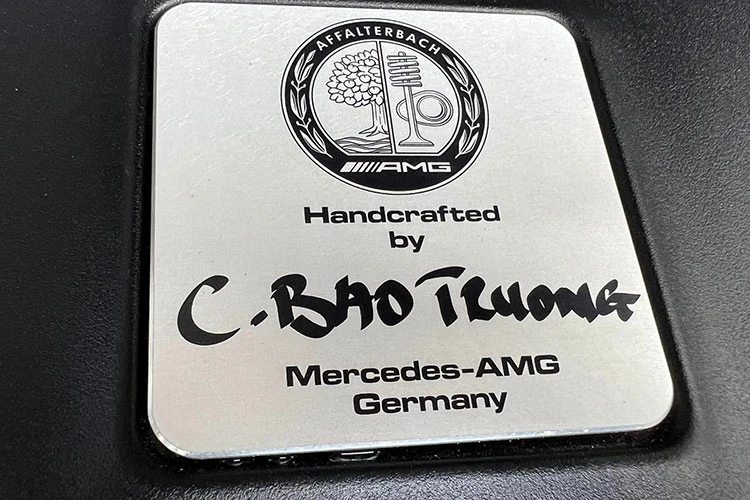 AFFALTERBACH
AMG
Handcrafted
by
C. BAO TRUONG
Mercedes-AMG
Germany